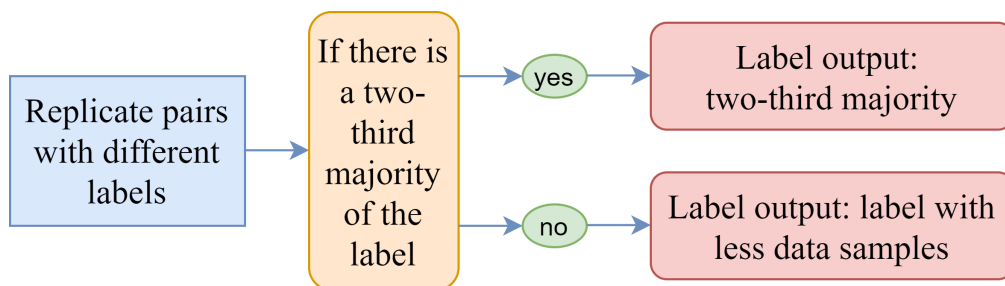 Replicate pairs
with different
labels
If there is
a two-
third
majority
of the
label
yes
Label output:
two-third majority
no
Label output: label with
less data samples